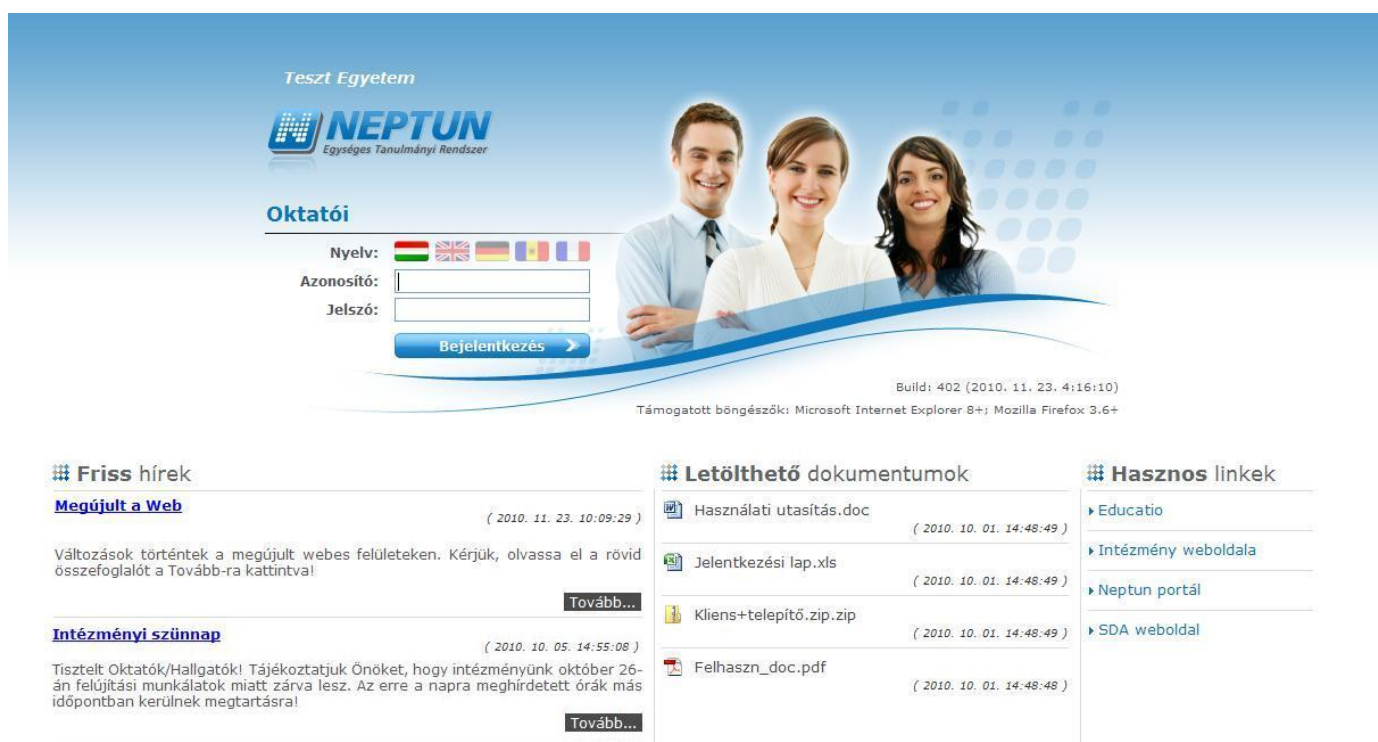 Teszt Egyetem
NEPTUN
Egységes Tanulmányi Rendszer
Oktatói
Nyelv:
Azonosító:
Jelszó:
Bejelentkezés
Build: 402 (2010. 11. 23. 4:16:10)
Támogatott böngészők: Microsoft Internet Explorer 8+; Mozilla Firefox 3.6+
Friss hírek
Megújult a Web
( 2010. 11. 23. 10:09:29 )
Változások történtek a megújult webes felületeken. Kérjük, olvassa el a rövid
összefoglalót a Tovább-ra kattintva!
Tovább...
Intézményi szünnap
( 2010. 10. 05. 14:55:08 )
Tisztelt Oktatók/Hallgatók! Tájékoztatjuk Önöket, hogy intézményünk október 26-
án felújítási munkálatok miatt zárva lesz. Az erre a napra meghírdetett órák más
időpontban kerülnek megtartásra!
Tovább...
Letölthető dokumentumok
Használati utasítás.doc
( 2010. 10. 01. 14:48:49 )
Jelentkezési lap.xls
( 2010. 10. 01. 14:48:49 )
Kliens+telepítő.zip.zip
( 2010. 10. 01. 14:48:49 )
Felhaszn_doc.pdf
( 2010. 10. 01. 14:48:48 )
Hasznos linkek
Educatio
Intézmény weboldala
Neptun portál
SDA weboldal